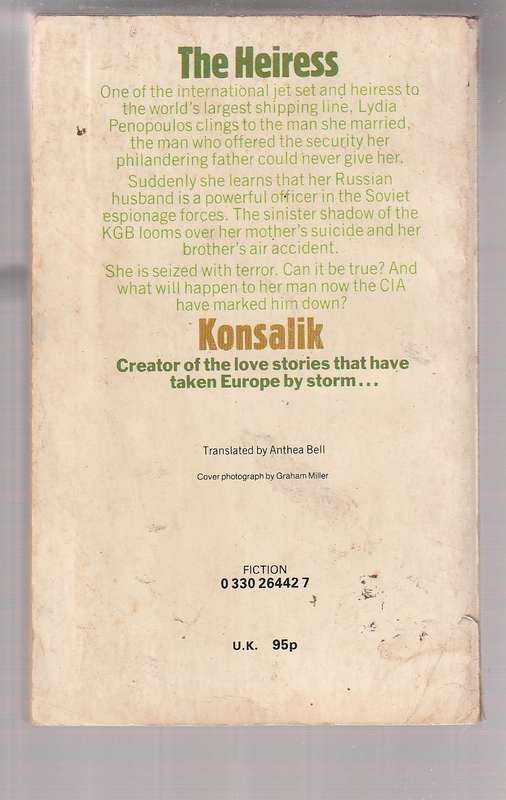 The Heiress
One of the international jet set and heiress to
the world's largest shipping line, Lydia
Penopoulos clings to the man she married,
the man who offered the security her
philandering father could never give her.
Suddenly she learns that her Russian
husband is a powerful officer in the Soviet
espionage forces. The sinister shadow of the
KGB looms over her mother's suicide and her
brother's air accident.
She is seized with terror. Can it be true? And
what will happen to her man now the CIA
have marked him down?
Konsalik
Creator of the love stories that have
taken Europe by storm...
Translated by Anthea Bell
Cover photograph by Graham Miller
FICTION
0 330 26442 7
U.K. 95p